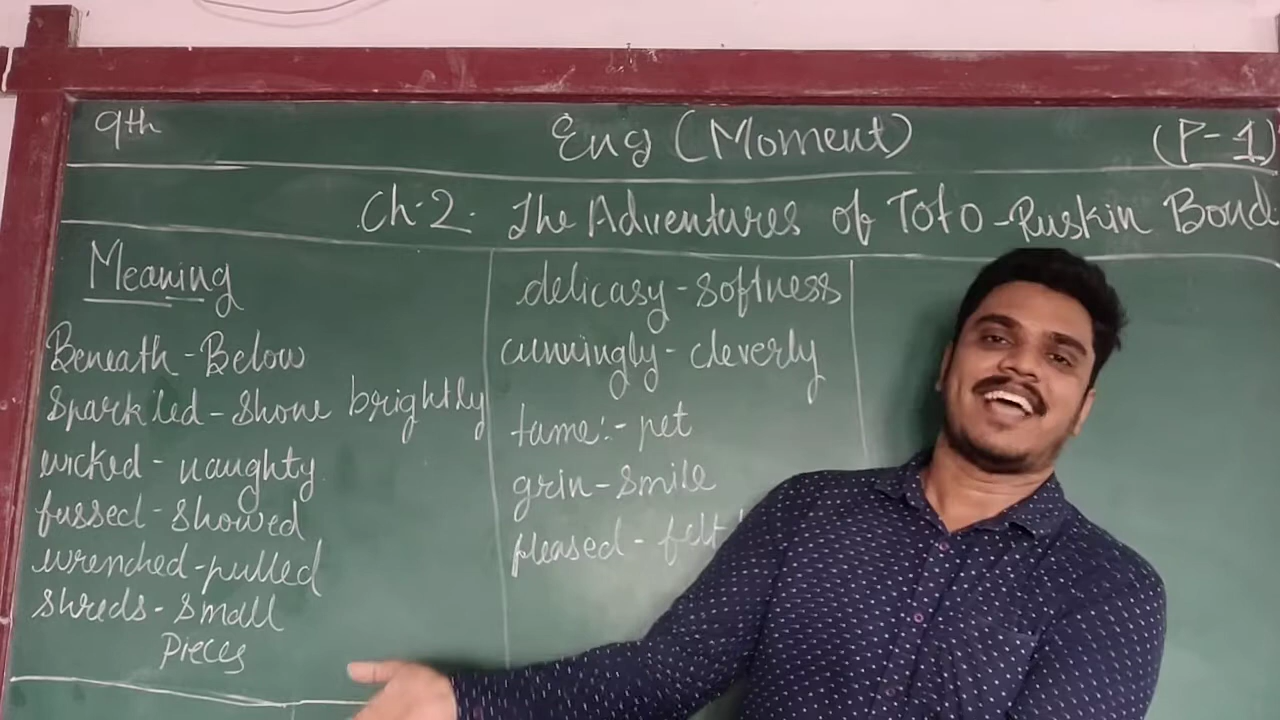 9th
Eng (Moment)
(P-1)
Ch-2. The Adventures of Toto - Ruskin Bond
Meaning
Beneath - Below
Sparkled - Shone brightly
wicked - naughty
fussed - showed
wrenched - pulled
shreds - small
Pieces
delicasy - softness
cunningly - cleverly
tame:- pet
grin - smile
pleased - felt